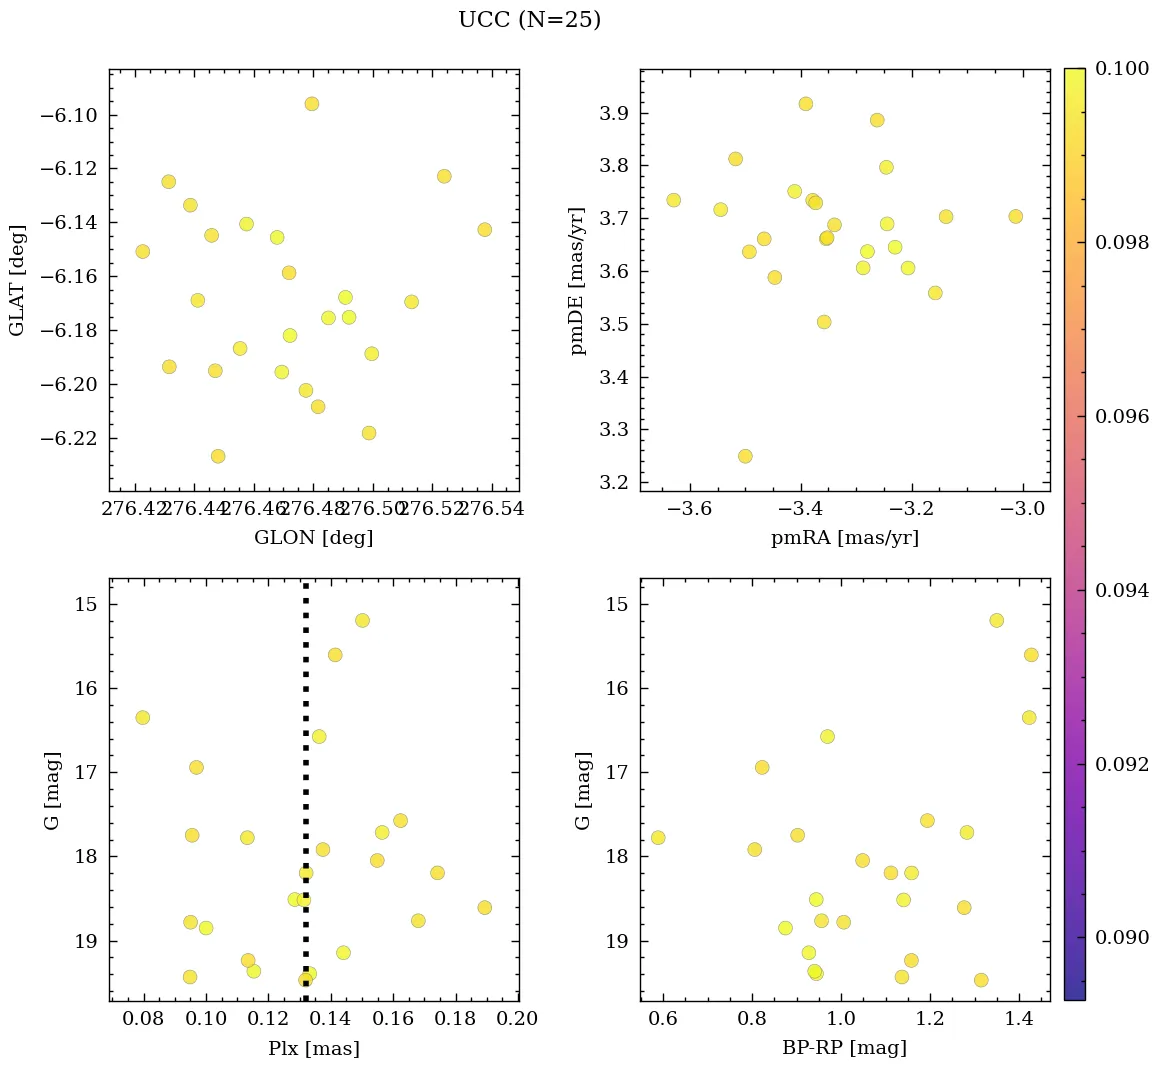 UCC (N=25)
−6.10
−6.12
−6.14
−6.16
−6.18
−6.20
−6.22
GLAT [deg]
276.42 276.44 276.46 276.48 276.50 276.52 276.54
GLON [deg]
3.9
3.8
3.7
3.6
3.5
3.4
3.3
3.2
pmDE [mas/yr]
−3.6 −3.4 −3.2 −3.0
pmRA [mas/yr]
0.100
0.098
0.096
0.094
0.092
0.090
15
16
17
18
19
G [mag]
0.08 0.10 0.12 0.14 0.16 0.18 0.20
Plx [mas]
15
16
17
18
19
G [mag]
0.6 0.8 1.0 1.2 1.4
BP-RP [mag]